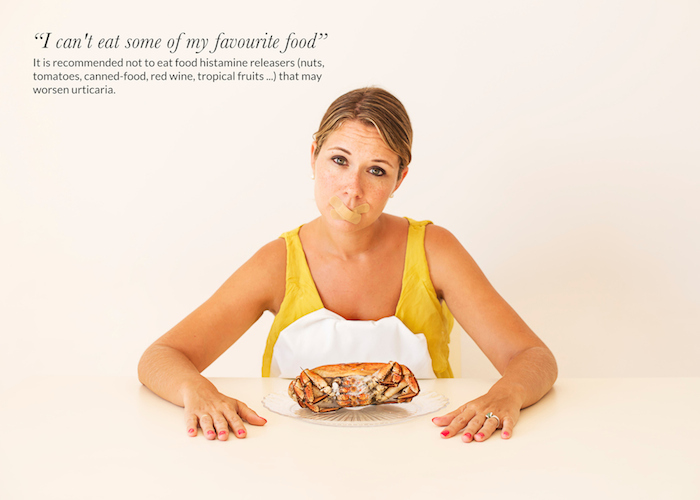 “I can't eat some of my favourite food”
It is recommended not to eat food histamine releasers (nuts,
tomatoes, canned-food, red wine, tropical fruits ...) that may
worsen urticaria.